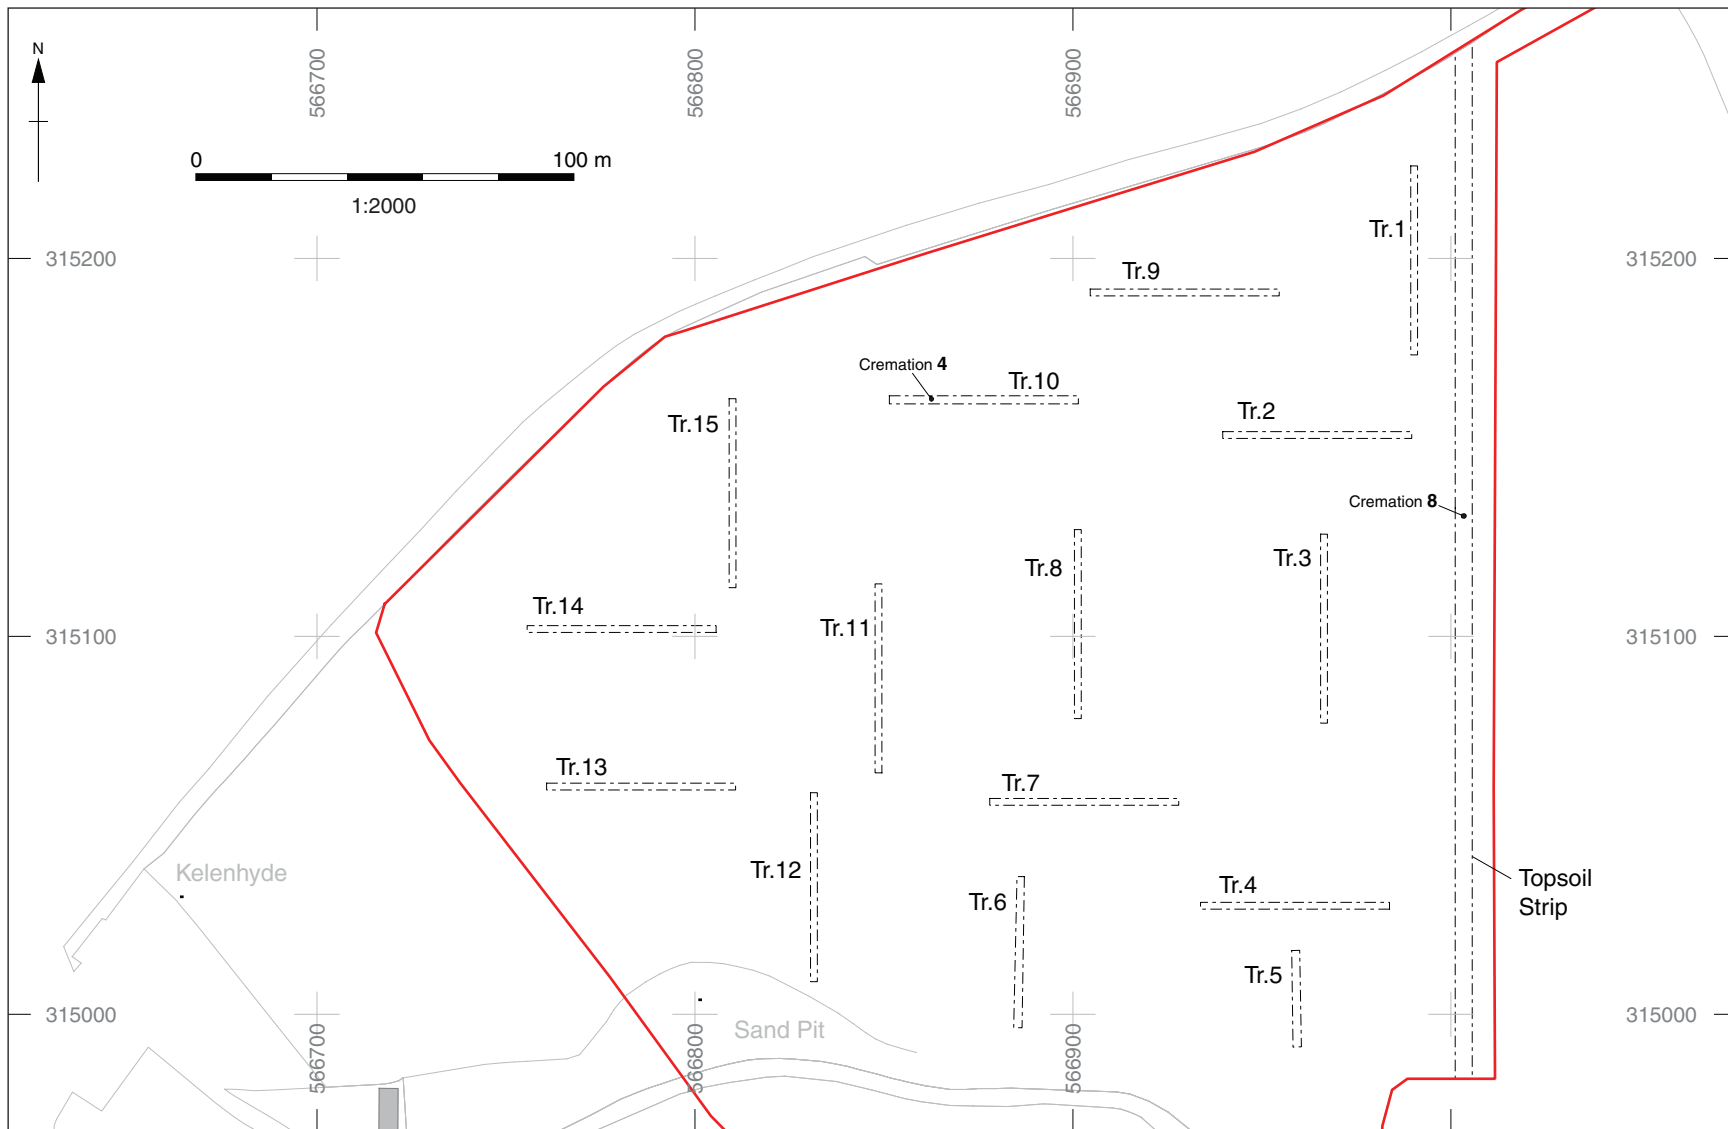 N
566700
566800
566900
0 100 m
1:2000
Tr.1
315200
315200
Tr.9
Cremation 4
Tr.10
Tr.15
Tr.2
Cremation 8
Tr.8
Tr.3
Tr.14
Tr.11
315100
315100
Tr.13
Tr.7
Tr.12
Kelenhyde
Tr.6
Tr.4
Topsoil
Strip
Tr.5
315000
315000
Sand Pit
566700
566800
566900